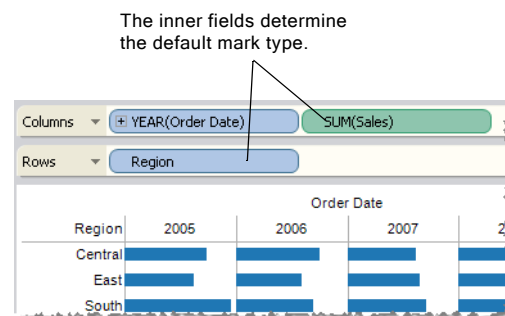 The inner fields determine
the default mark type.
Columns YEAR(Order Date) SUM(Sales)
Rows Region
Order Date
Region 2005 2006 2007 2
Central
East
South